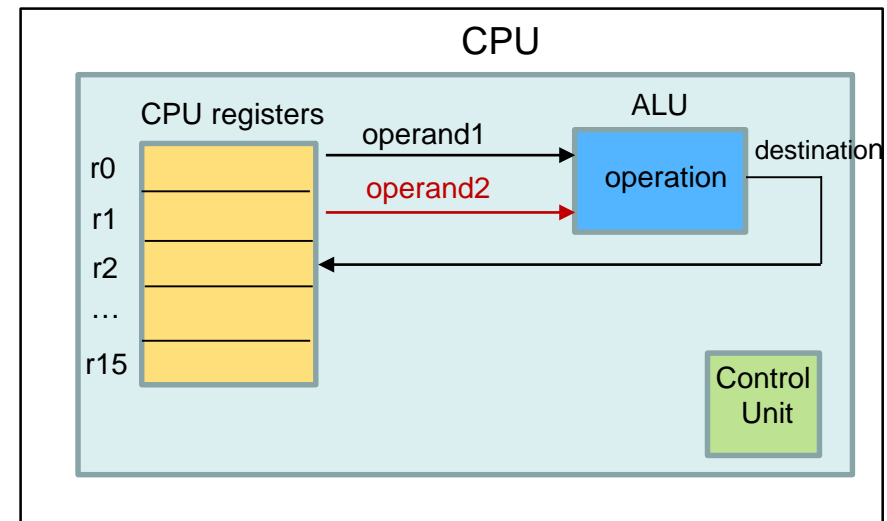 CPU
CPU registers
ALU
operand1
destination
r0
operation
operand2
r1
r2
…
r15
Control
Unit